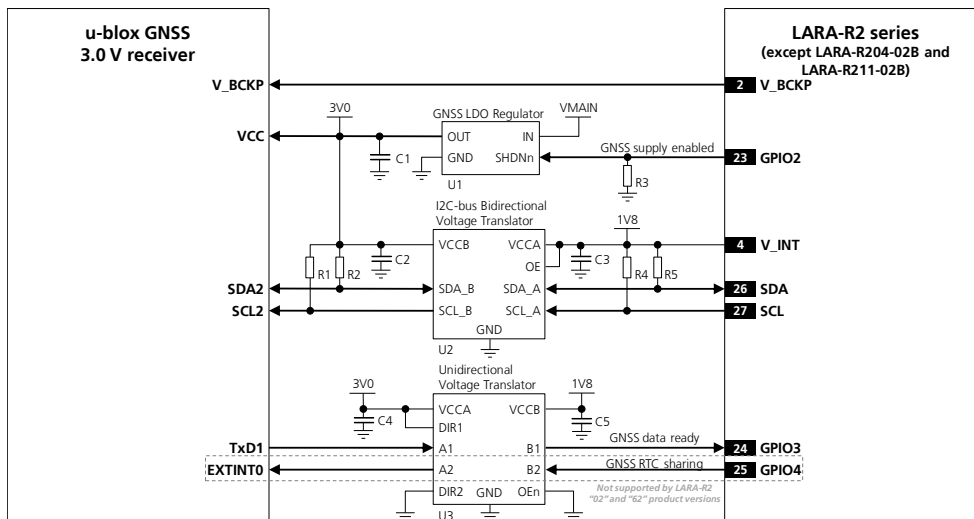 u-blox GNSS
3.0 V receiver
LARA-R2 series
(except LARA-R204-02B and
LARA-R211-02B)
V_BCKP
2 V_BCKP
3V0
GNSS LDO Regulator
VMAIN
VCC
OUT IN
C1
GND SHDNn
GNSS supply enabled
23 GPIO2
U1
R3
I2C-bus Bidirectional
Voltage Translator
1V8
VCCB VCCA
4 V_INT
C2
OE
C3
R1 R2
R4 R5
SDA2
SDA_B SDA_A
26 SDA
SCL2
SCL_B SCL_A
27 SCL
GND
U2
Unidirectional
Voltage Translator
3V0
1V8
VCCA VCCB
C4
DIR1
C5
TxD1
A1 B1
GNSS data ready
24 GPIO3
EXTINT0
A2 B2
GNSS RTC sharing
25 GPIO4
Not supported by LARA-R2
"02" and "62" product versions
DIR2 GND OEn
U3